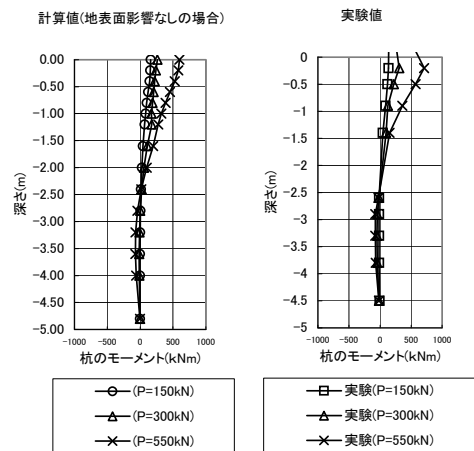 計算値(地表面影響なしの場合)
0.00
-0.50
-1.00
-1.50
-2.00
-2.50
-3.00
-3.50
-4.00
-4.50
-5.00
深さ(m)
-1000 -500 0 500 1000
杭のモーメント(kNm)
(P=150kN)
(P=300kN)
(P=550kN)
実験値
0
-0.5
-1
-1.5
-2
-2.5
-3
-3.5
-4
-4.5
-5
深さ(m)
-1000 -500 0 500 1000
杭のモーメント(kNm)
実験(P=150kN)
実験(P=300kN)
実験(P=550kN)